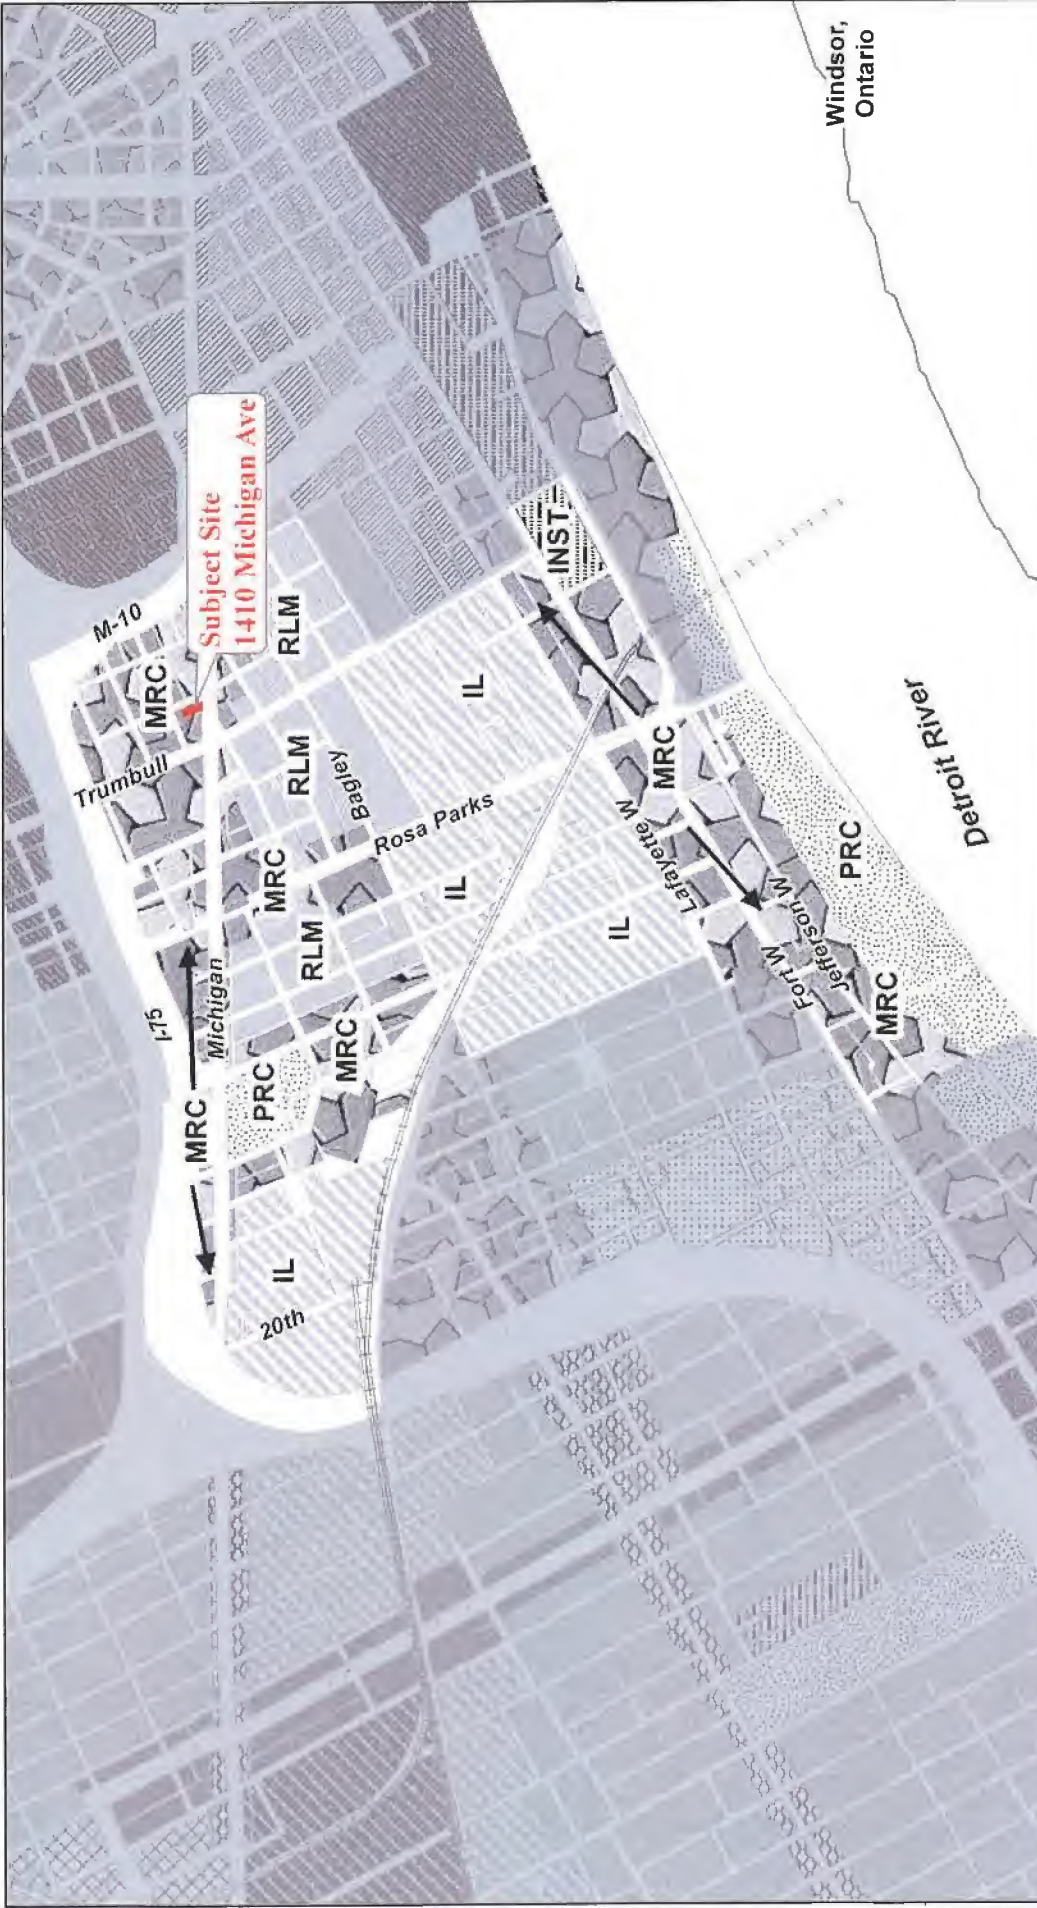 Windsor,
Ontario
Subject Site
1410 Michigan Ave
M-10
MRC
RLM
Trumbull
INST
IL
RLM
Bagley
Rosa Parks
MRC
MRC
IL
Lafayette W
RLM
IL
I-75
Michigan
Fort W
Jefferson W
PRC
Detroit River
MRC
MRC
PRC
MRC
IL
20th